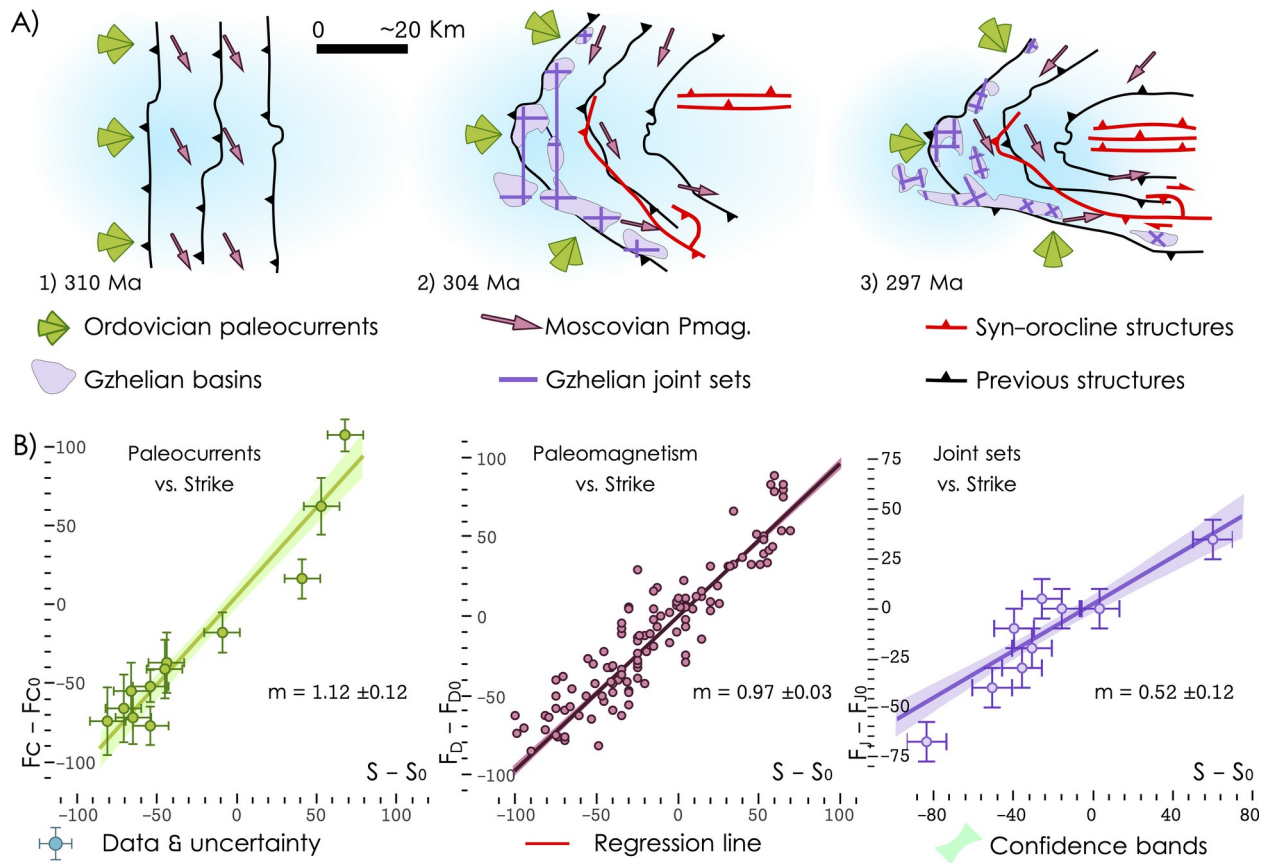 A)
0 ~20 Km
1) 310 Ma
2) 304 Ma
3) 297 Ma
Ordovician paleocurrents
Moscovian Pmag.
Syn-orocline structures
Gzhelian basins
Gzhelian joint sets
Previous structures
B)
Paleocurrents
vs. Strike
100
50
0
-50
-100
FC - FC0
m = 1.12 ±0.12
S - S0
-100 -50 0 50 100
Paleomagnetism
vs. Strike
100
50
0
-50
-100
FD - FD0
m = 0.97 ±0.03
S - S0
-100 -50 0 50 100
Joint sets
vs. Strike
75
50
25
0
-25
-50
-75
FJ - FJ0
m = 0.52 ±0.12
S - S0
-80 -40 0 40 80
Data & uncertainty
Regression line
Confidence bands